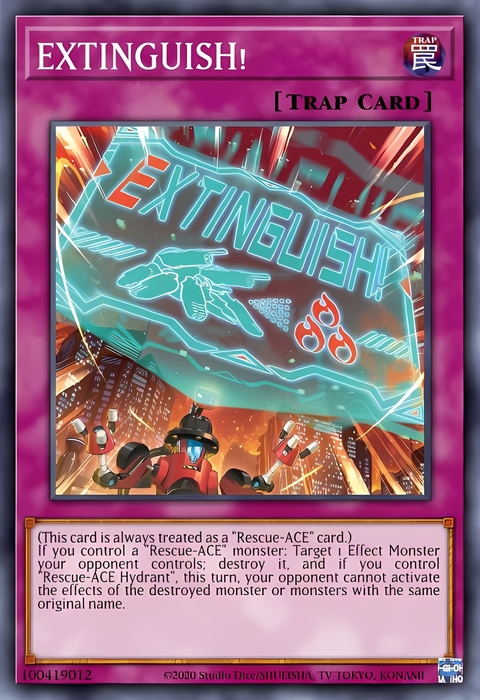 EXTINGUISH!
TRAP
罠
[TRAP CARD]
EXTINGUISH!
(This card is always treated as a "Rescue-ACE" card.)
If you control a "Rescue-ACE" monster: Target 1 Effect Monster
your opponent controls; destroy it, and if you control
"Rescue-ACE Hydrant", this turn, your opponent cannot activate
the effects of the destroyed monster or monsters with the same
original name.
100419012
©2020 Studio Dice/SHUEISHA, TV TOKYO, KONAMI